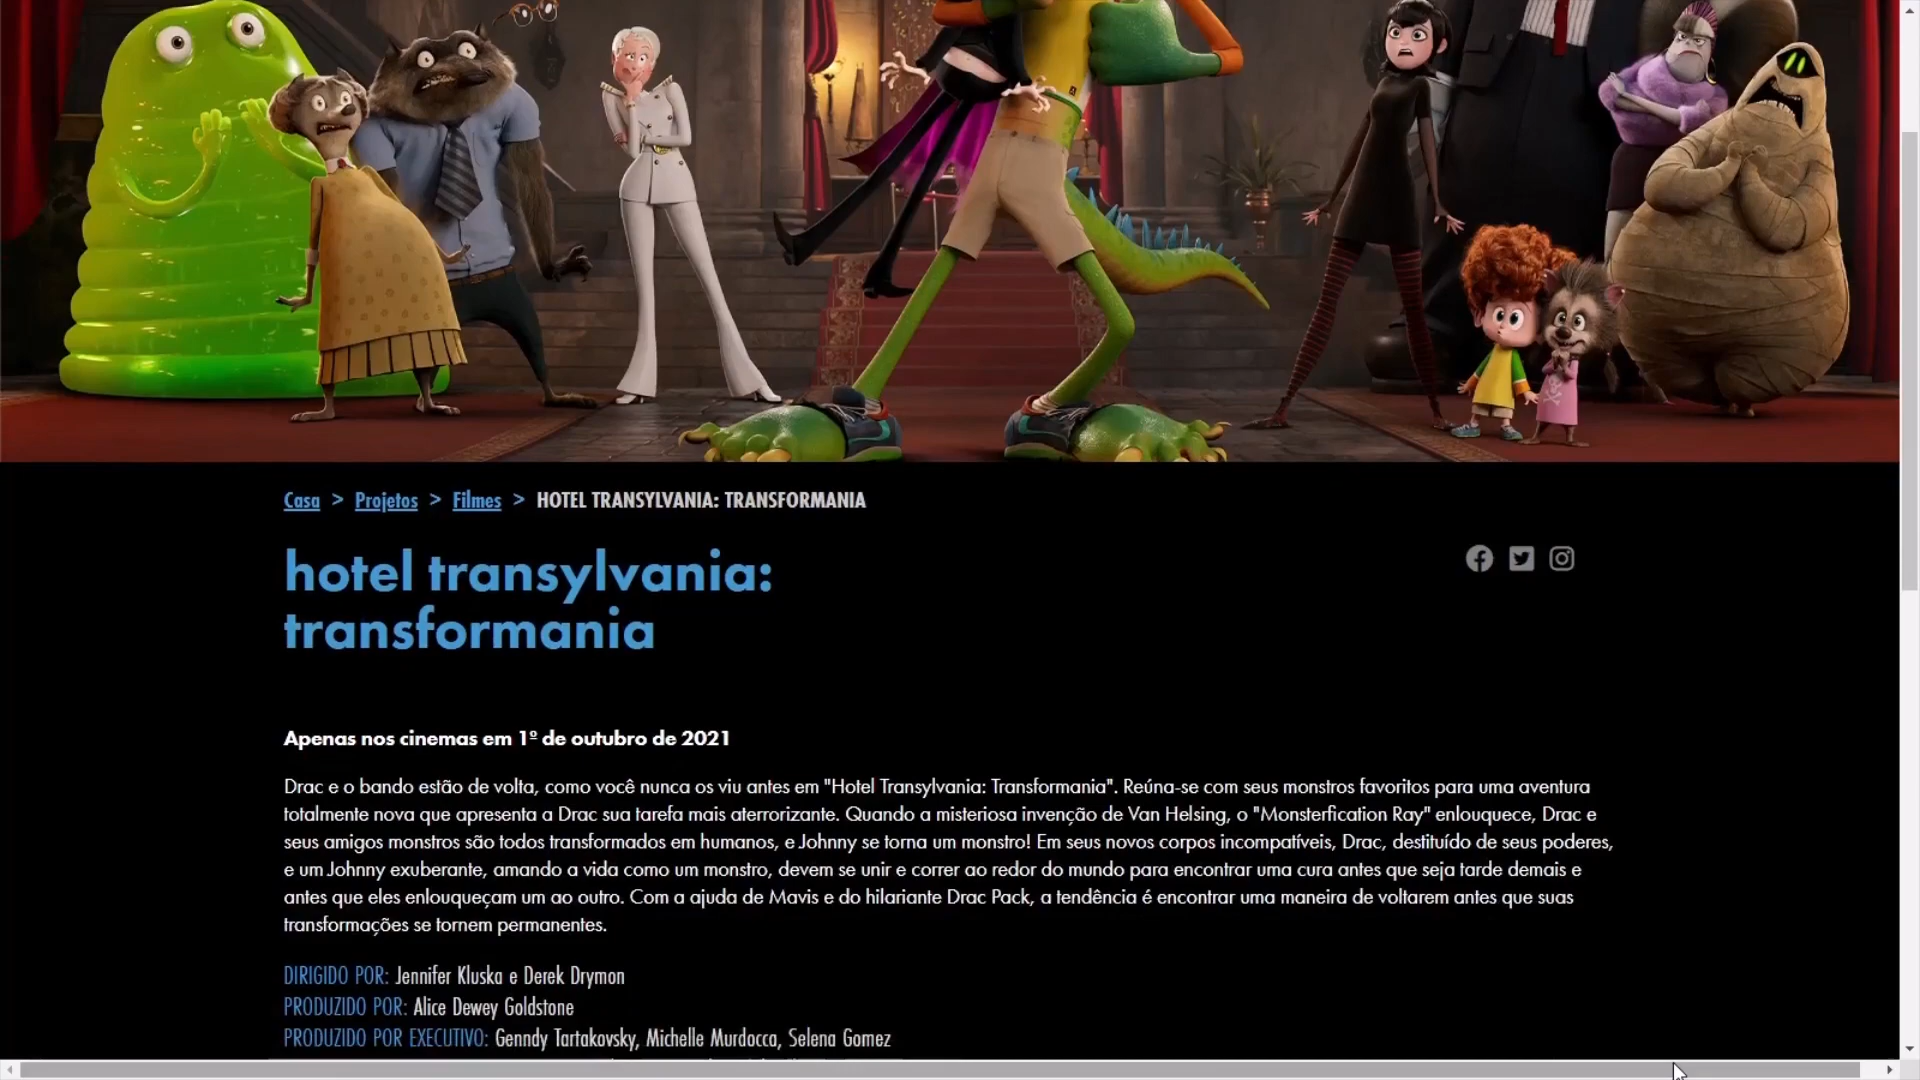 Casa > Projetos > Filmes > HOTEL TRANSYLVANIA: TRANSFORMANIA
hotel transylvania:
transformania
Apenas nos cinemas em 1º de outubro de 2021
Drac e o bando estão de volta, como você nunca os viu antes em "Hotel Transylvania: Transformania". Reúna-se com seus monstros favoritos para uma aventura
totalmente nova que apresenta a Drac sua tarefa mais aterrorizante. Quando a misteriosa invenção de Van Helsing, o "Monsterfication Ray" enlouquece, Drac e
seus amigos monstros são todos transformados em humanos, e Johnny se torna um monstro! Em seus novos corpos incompatíveis, Drac, destituído de seus poderes,
e um Johnny exuberante, amando a vida como um monstro, devem se unir e correr ao redor do mundo para encontrar uma cura antes que seja tarde demais e
antes que eles enlouqueçam um ao outro. Com a ajuda de Mavis e do hilariante Drac Pack, a tendência é encontrar uma maneira de voltarem antes que suas
transformações se tornem permanentes.
DIRIGIDO POR: Jennifer Kluska e Derek Drymon
PRODUZIDO POR: Alice Dewey Goldstone
PRODUZIDO POR EXECUTIVO: Genndy Tartakovsky, Michelle Murdocca, Selena Gomez